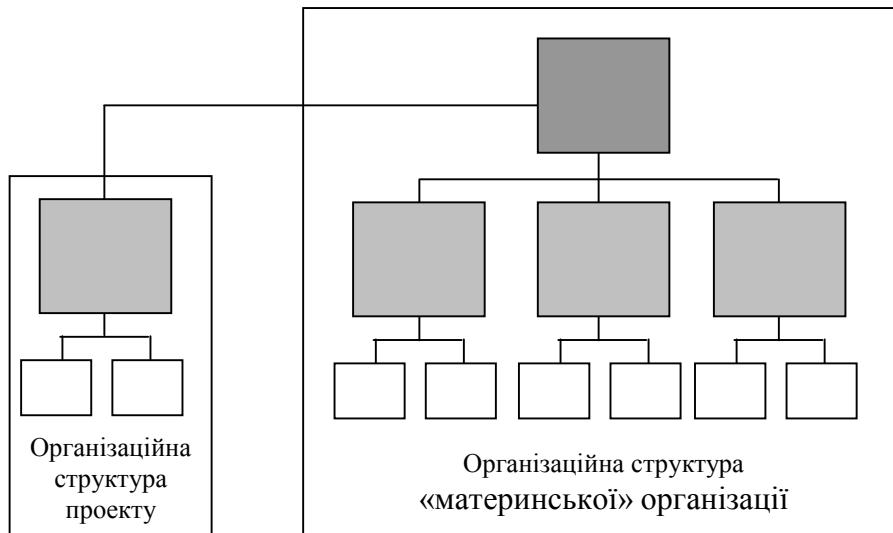 Організаційна
структура
проекту
Організаційна структура
«материнської» організації